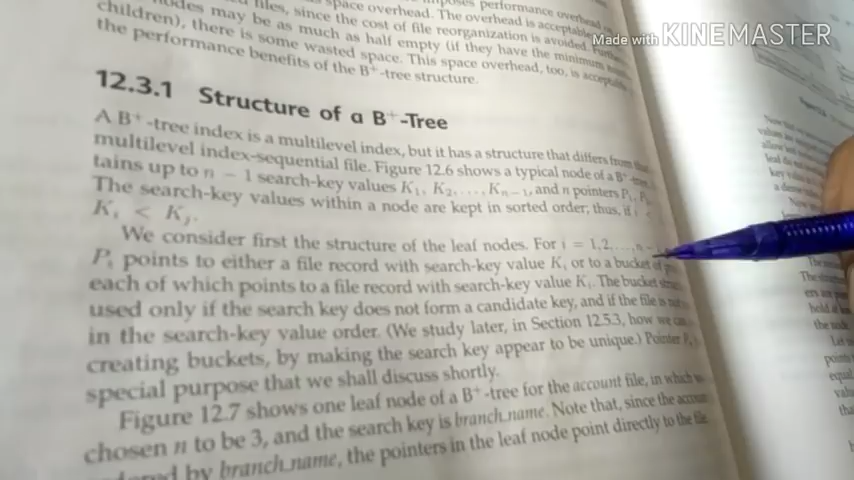 imposes performance overhead
space overhead. The overhead is acceptable
files, since the cost of file reorganization is avoided.
nodes may be as much as half empty (if they have the minimum
children), there is some wasted space. This space overhead, too, is acceptable
the performance benefits of the B+-tree structure.
Made with KINEMASTER
12.3.1 Structure of a B+-Tree
A B+-tree index is a multilevel index, but it has a structure that differs from
multilevel index-sequential file. Figure 12.6 shows a typical node of a B+
tains up to n − 1 search-key values K1, K2, . . . , Kn−1, and n pointers P1,
The search-key values within a node are kept in sorted order; thus, if i <
Ki < Kj.
We consider first the structure of the leaf nodes. For i = 1, 2, . . . , n −
Pi points to either a file record with search-key value Ki or to a bucket of
each of which points to a file record with search-key value Ki. The bucket
used only if the search key does not form a candidate key, and if the file is
in the search-key value order. (We study later, in Section 12.5.3, how we
creating buckets, by making the search key appear to be unique.) Pointer
special purpose that we shall discuss shortly.
Figure 12.7 shows one leaf node of a B+-tree for the account file, in which
chosen n to be 3, and the search key is branch_name. Note that, since the
by branch_name, the pointers in the leaf node point directly to the file